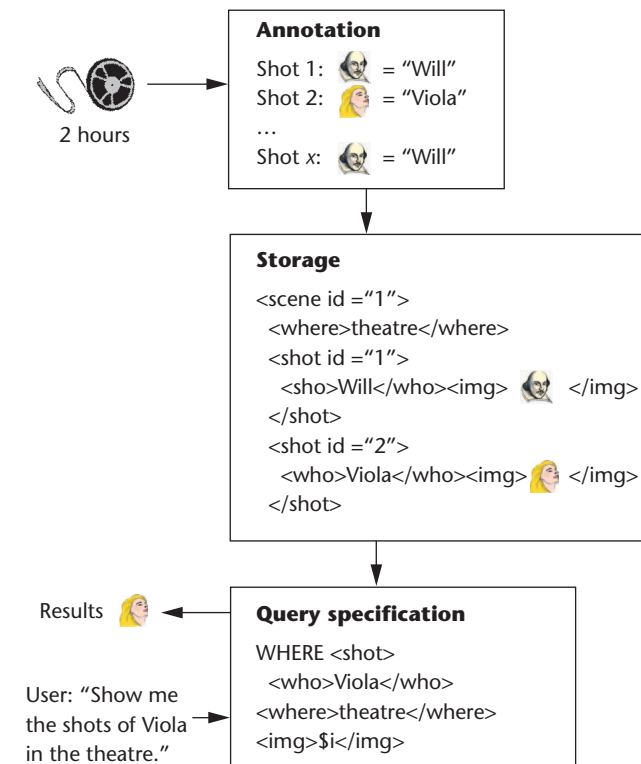 Annotation
Shot 1: = “Will”
Shot 2: = “Viola”
...
Shot x: = “Will”
2 hours
Storage
<scene id =“1”>
<where>theatre</where>
<shot id =“1”>
<sho>Will</who><img> </img>
</shot>
<shot id =“2”>
<who>Viola</who><img> </img>
</shot>
Results
Query specification
WHERE <shot>
<who>Viola</who>
<where>theatre</where>
<img>$i</img>
User: “Show me
the shots of Viola
in the theatre.”